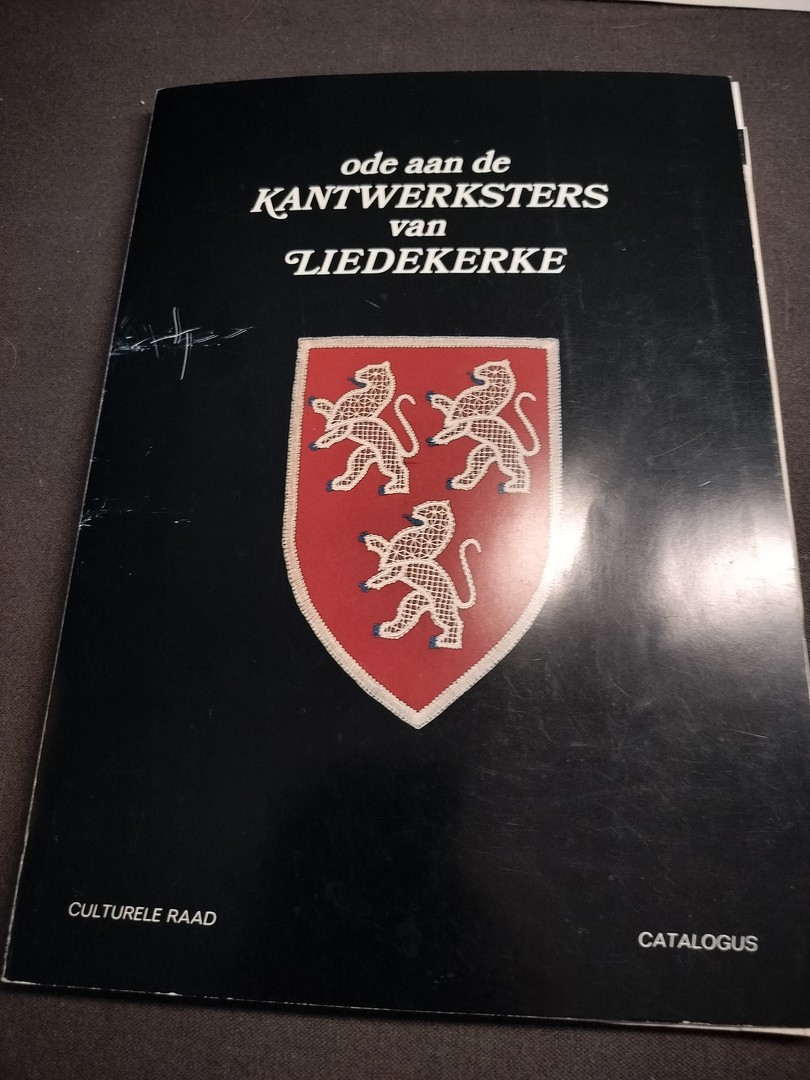 ode aan de
KANTWERKSTERS
van
LIEDEKERKE
CULTURELE RAAD
CATALOGUS